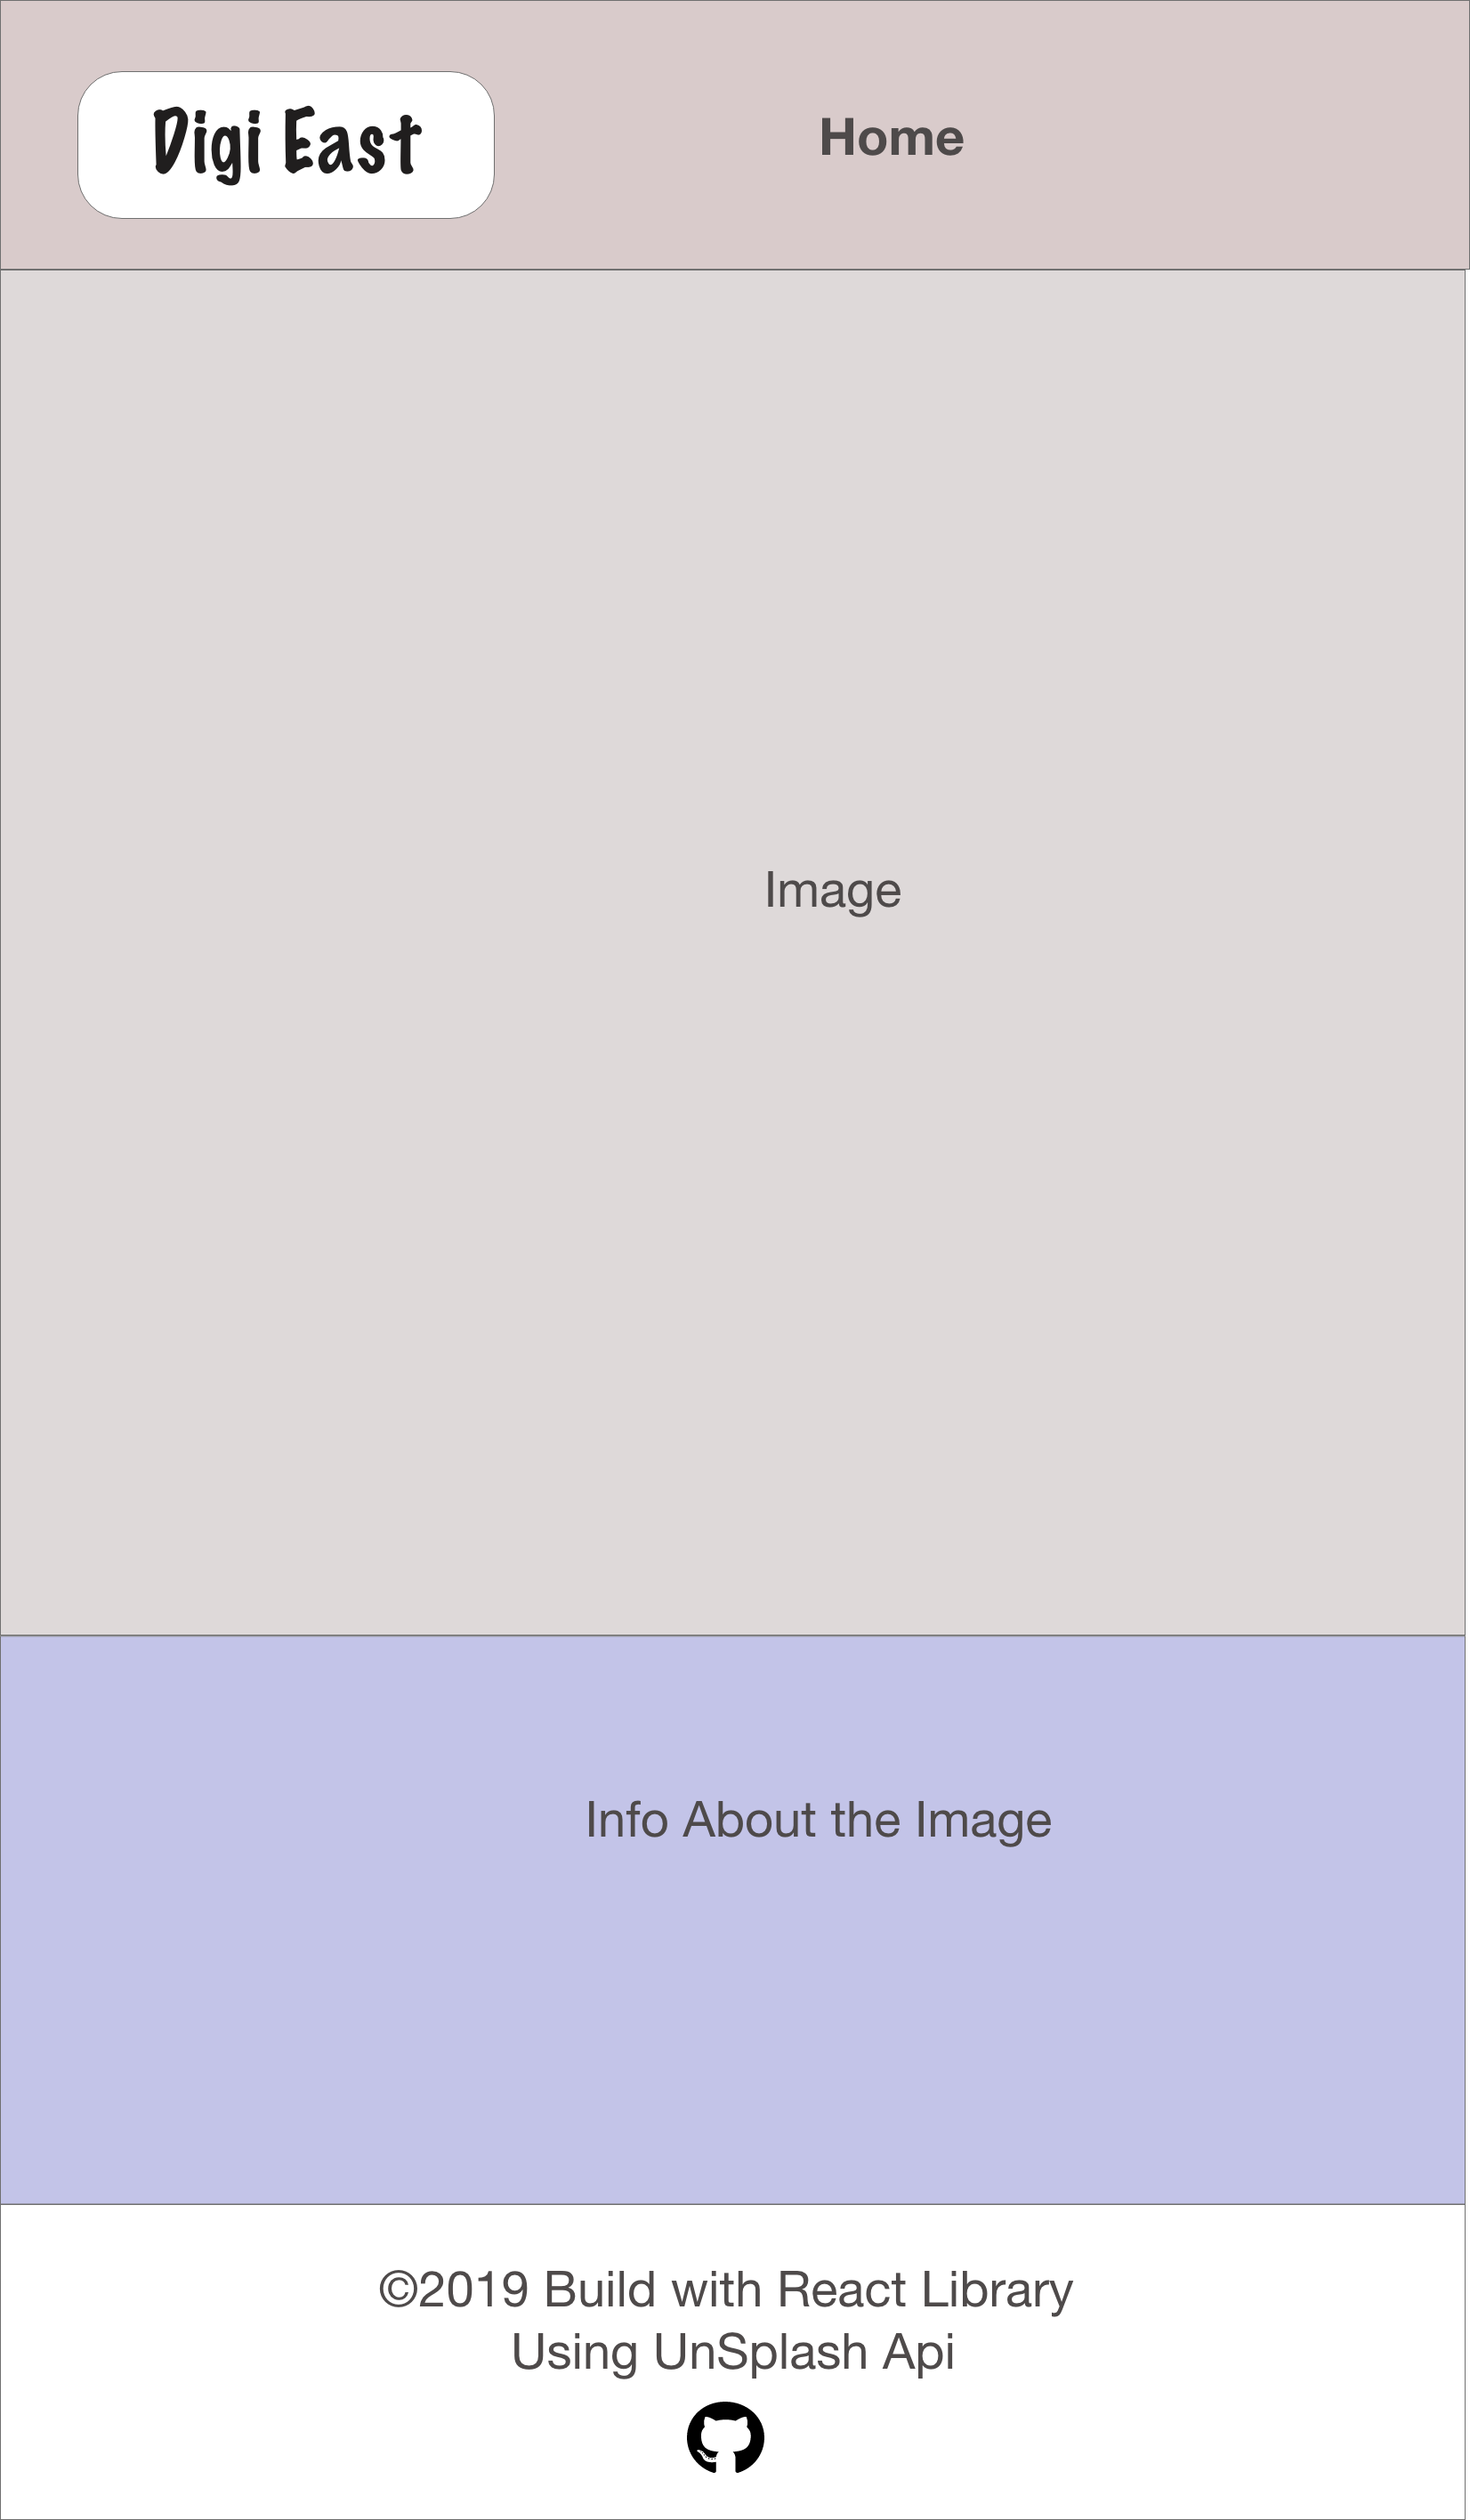 Digi East
Home
Image
Info About the Image
©2019 Build with React Library
Using UnSplash Api